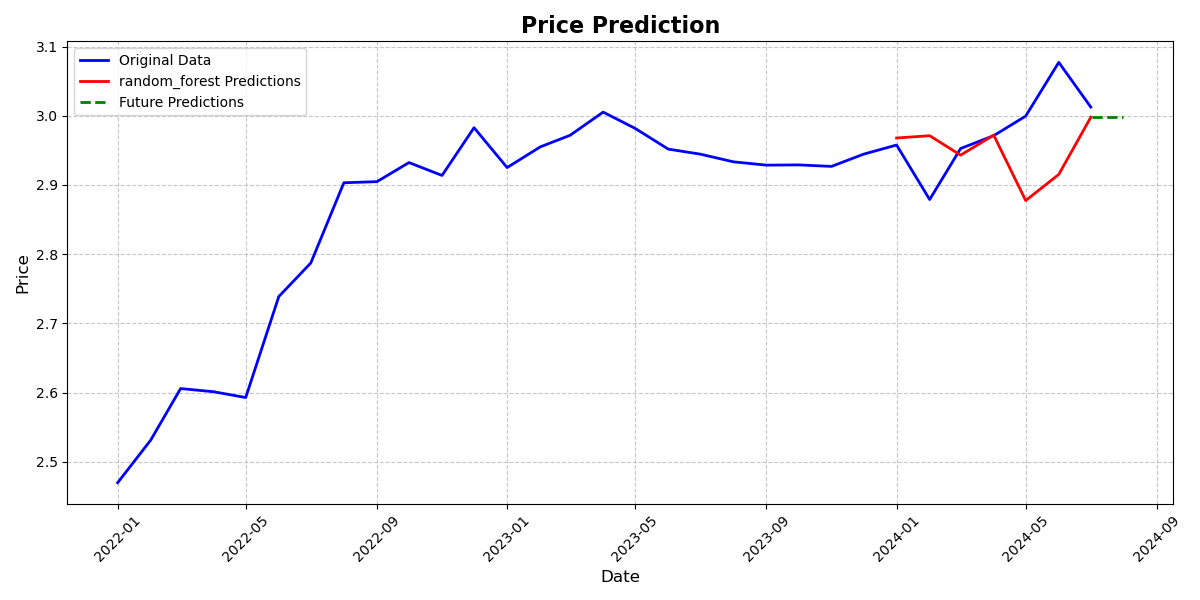 Price Prediction
Original Data
random_forest Predictions
Future Predictions
3.1
3.0
2.9
2.8
2.7
2.6
2.5
Price
2022-01
2022-05
2022-09
2023-01
2023-05
2023-09
2024-01
2024-05
2024-09
Date